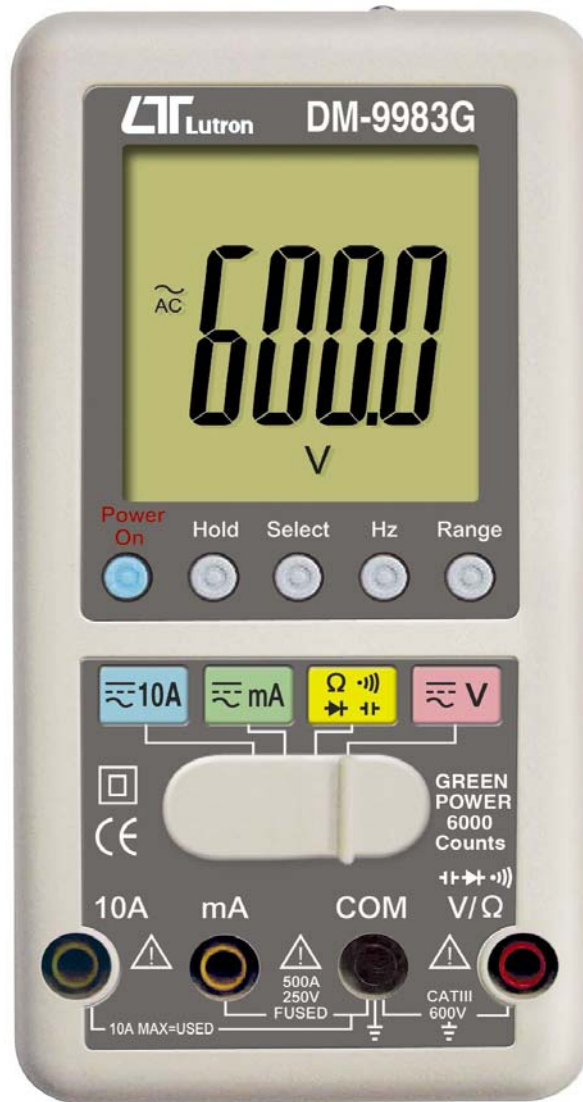 LT Lutron DM-9983G
AC
600.0
V
Power
On
Hold Select Hz Range
10A mA Ω V
GREEN
POWER
6000
Counts
CE
10A mA COM V/Ω
500A
250V
FUSED
CATIII
600V
10A MAX=USED